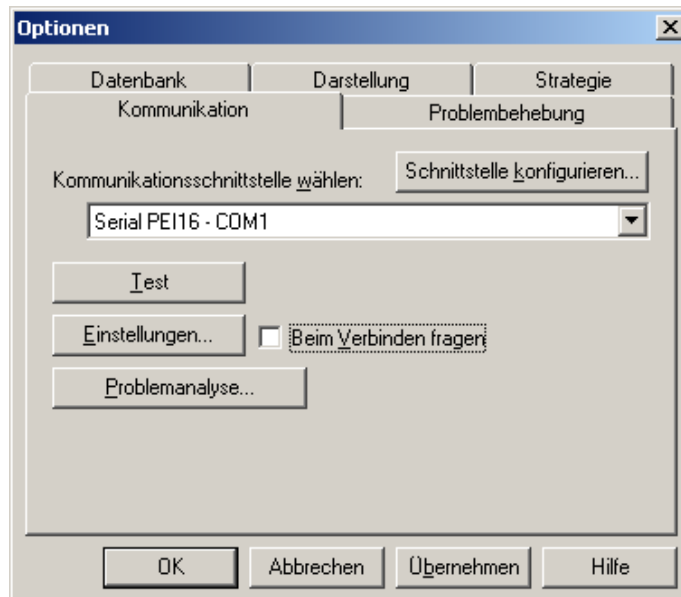 Optionen
Datenbank Darstellung Strategie
Kommunikation Problembehebung
Kommunikationsschnittstelle wählen: Schnittstelle konfigurieren...
Serial PEI16 - COM1
Test
Einstellungen... Beim Verbinden fragen
Problemanalyse...
OK Abbrechen Übernehmen Hilfe